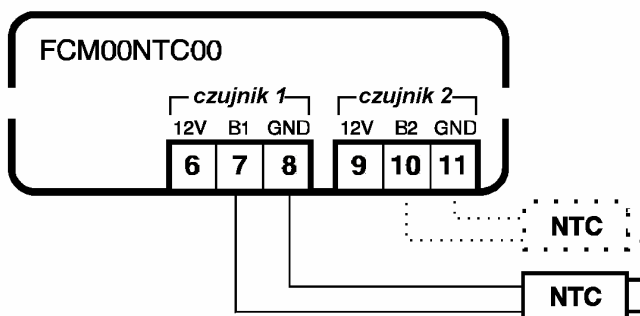 FCM00NTC00
czujnik 1 czujnik 2
12V B1 GND 12V B2 GND
6 7 8 9 10 11
NTC
NTC